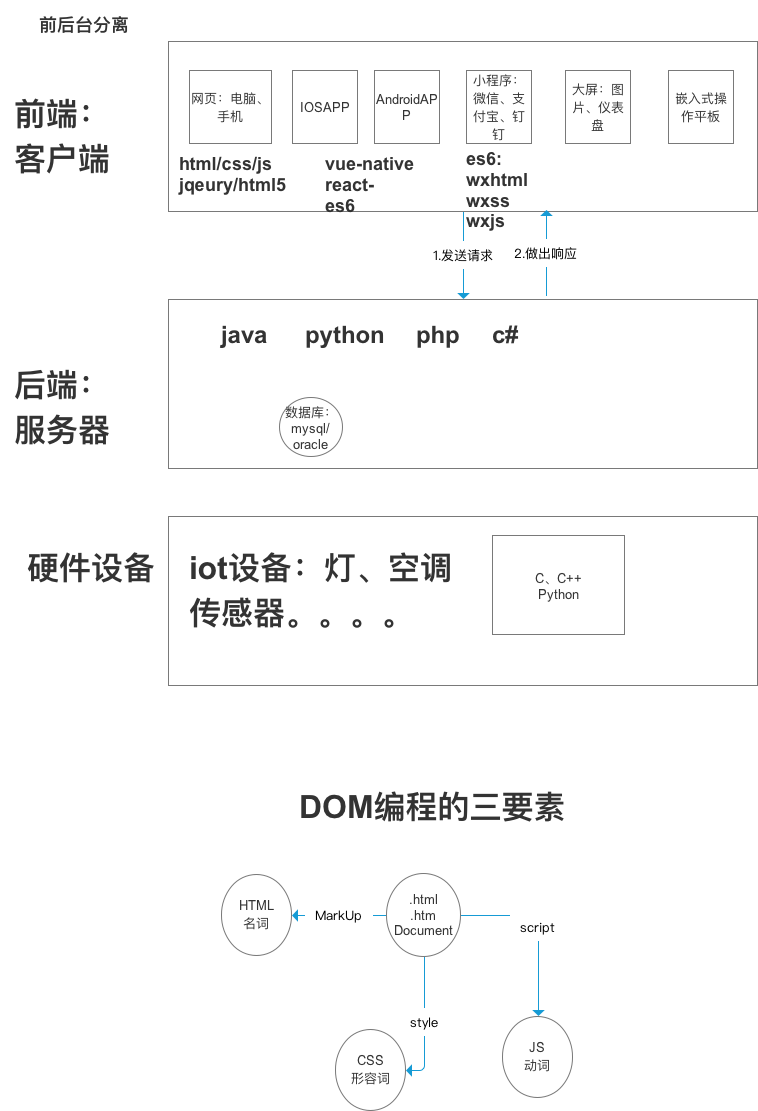 前后台分离
前端：
客户端
网页：电脑、
手机
IOSAPP
AndroidAP
P
小程序：
微信、支
付宝、钉
钉
大屏：图
片、仪表
盘
嵌入式操
作平板
html/css/js
jqeury/html5
vue-native
react-
es6
es6:
wxhtml
wxss
wxjs
1.发送请求
2.做出响应
后端：
服务器
java
python
php
c#
数据库：
mysql/
oracle
硬件设备
iot设备：灯、空调
传感器。。。。
C、C++
Python
DOM编程的三要素
HTML
名词
MarkUp
.html
.htm
Document
script
style
CSS
形容词
JS
动词